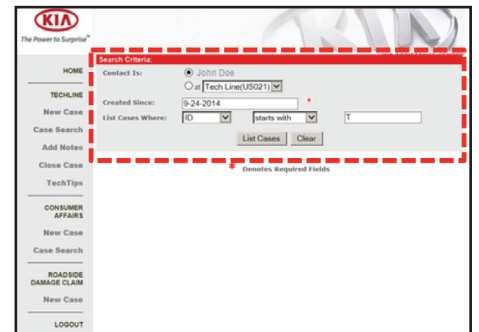 KIA
The Power to Surprise™
HOME
TECHLINE
New Case
Case Search
Add Notes
Close Case
TechTips
CONSUMER
AFFAIRS
New Case
Case Search
ROADSIDE
DAMAGE CLAIM
New Case
LOGOUT
Search Criteria:
Contact Is: John Doe
at Tech Line(US021)
Created Since: 9-24-2014 *
List Cases Where: ID starts with T
List Cases Clear
* Denotes Required Fields